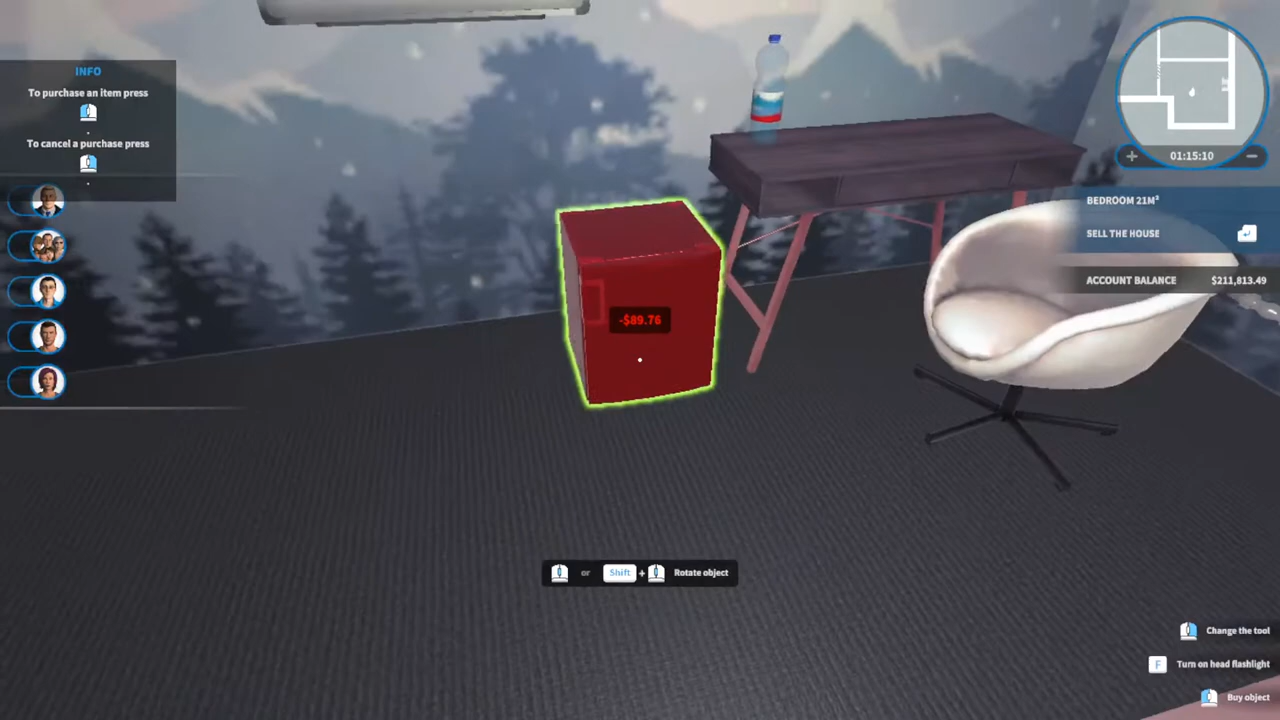 INFO
To purchase an item press
.
To cancel a purchase press
.
+ 01:15:10 −
BEDROOM 21M²
SELL THE HOUSE
ACCOUNT BALANCE $211,813.49
-$89.76
or Shift + Rotate object
Change the tool
F Turn on head flashlight
Buy object